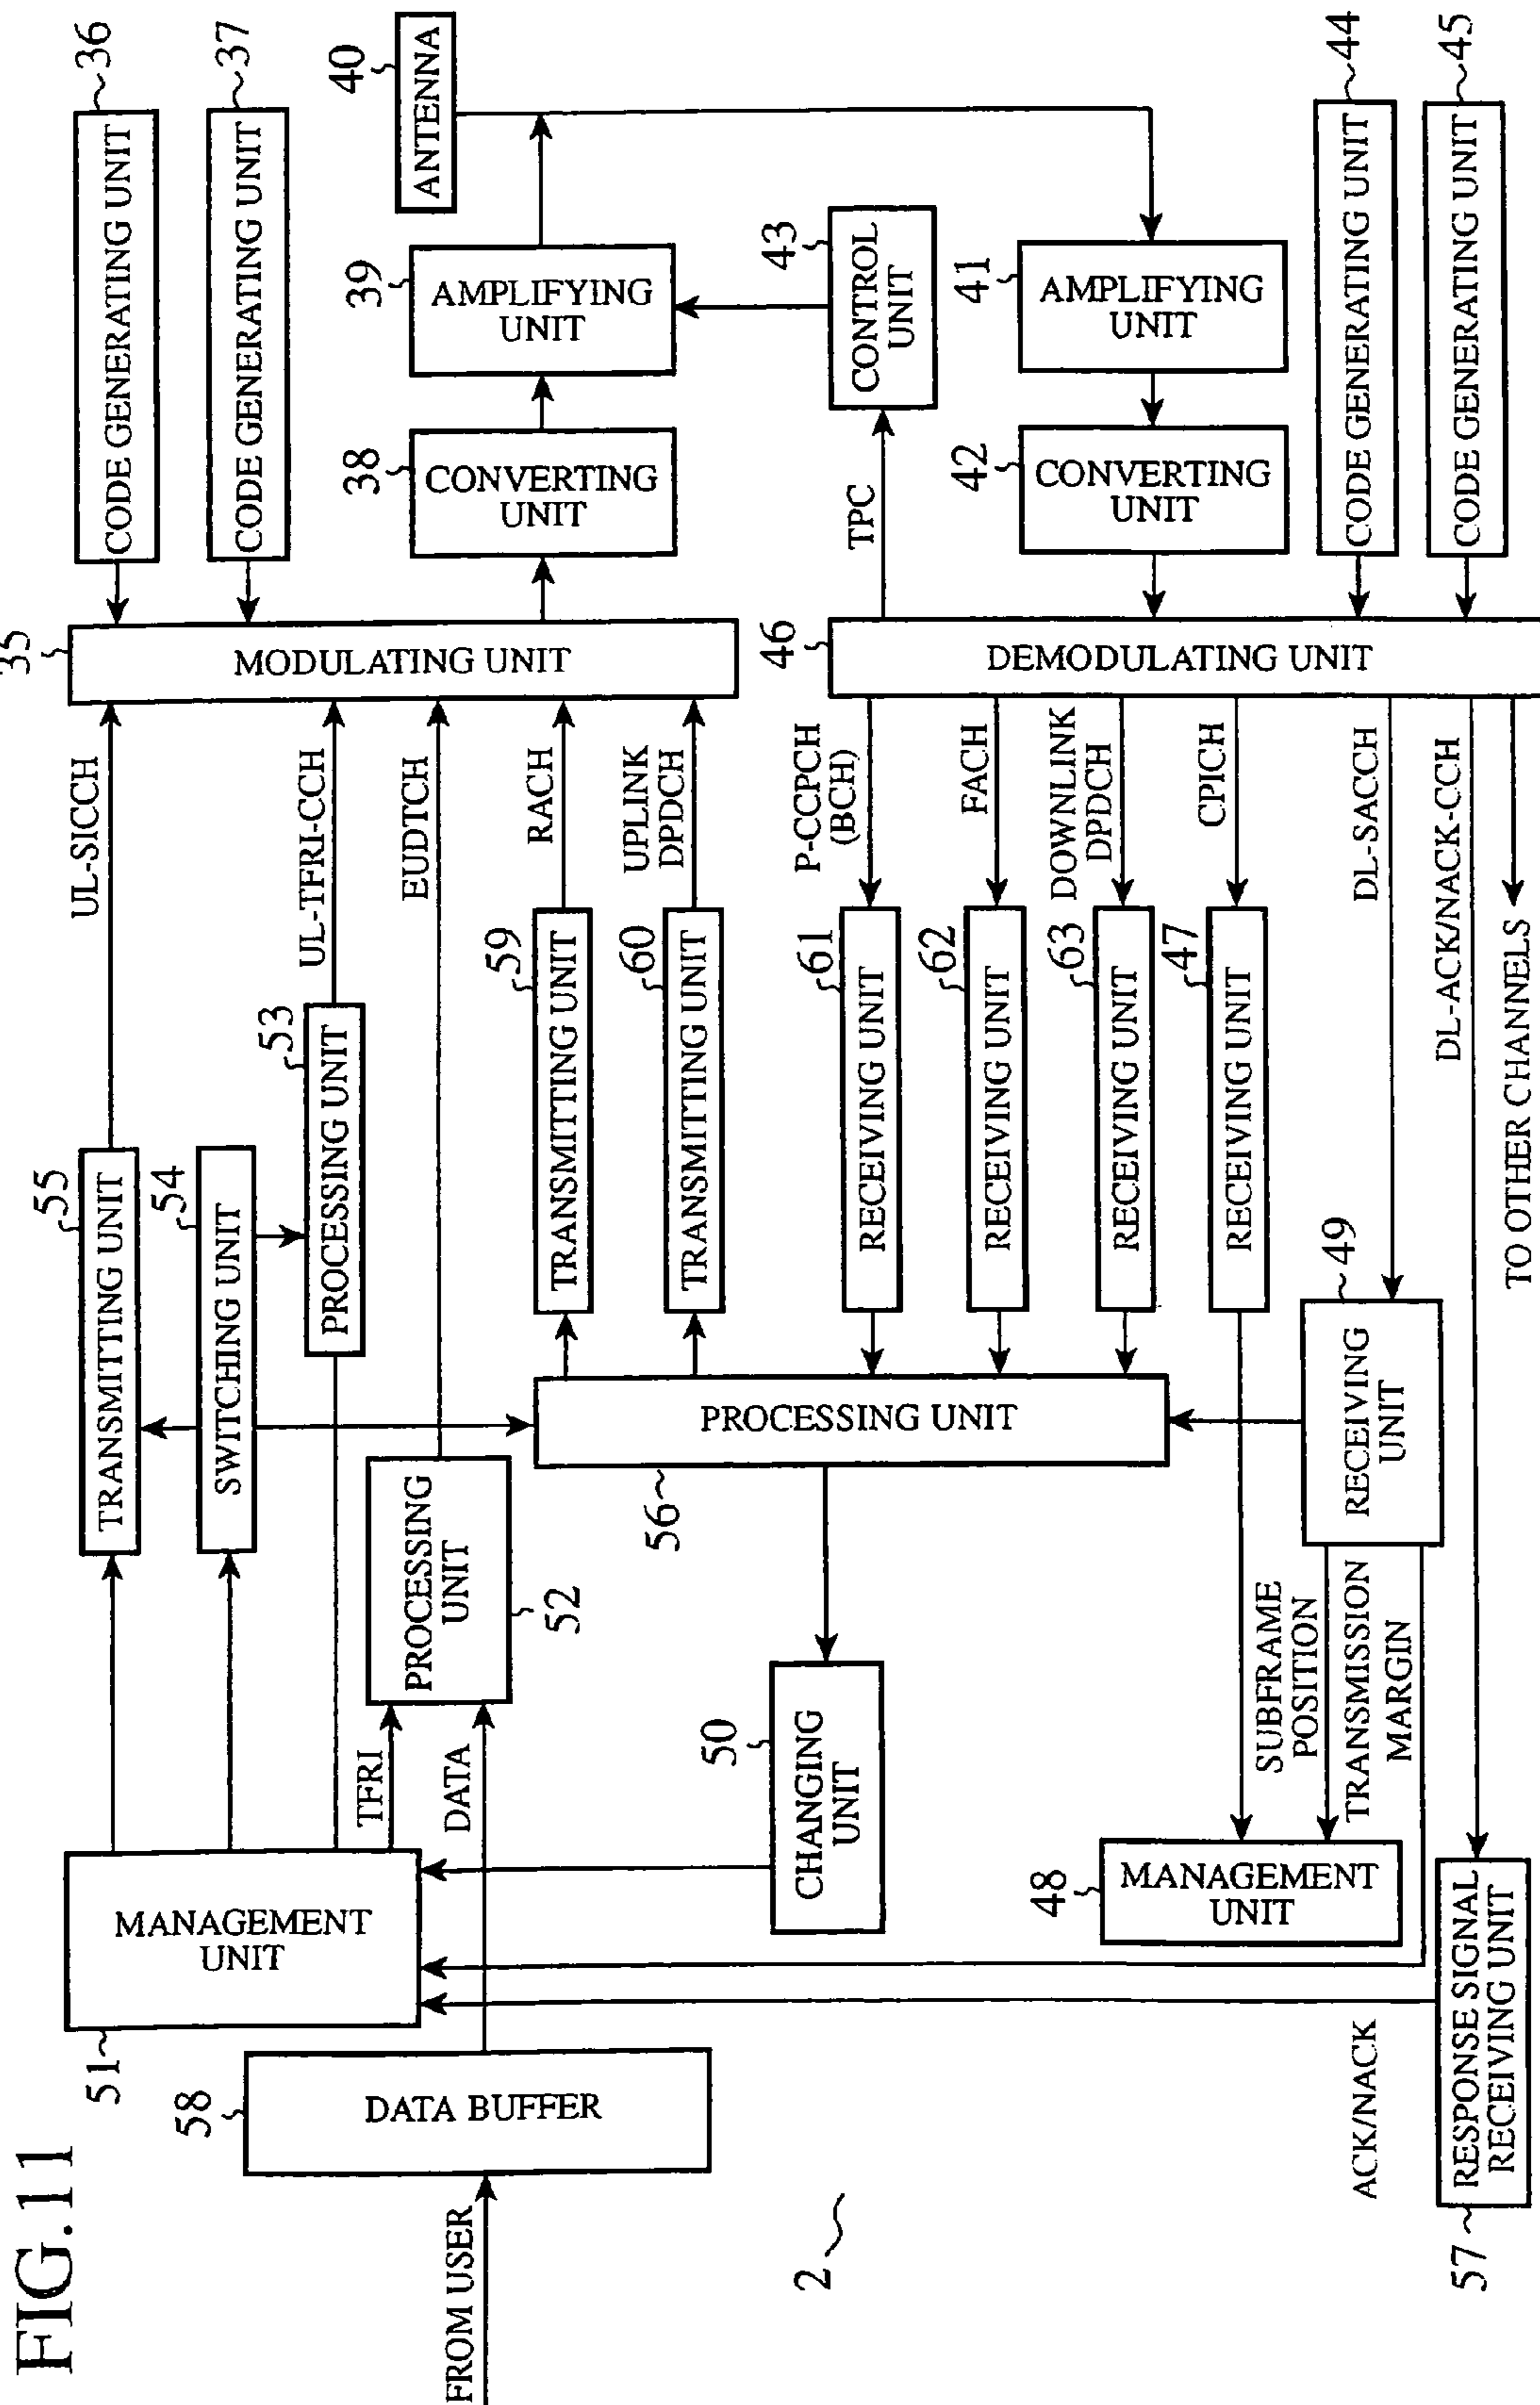 FIG.11
FROM USER
58
DATA BUFFER
51
MANAGEMENT
UNIT
TFRI
DATA
PROCESSING
UNIT
52
55
TRANSMITTING UNIT
54
SWITCHING UNIT
53
PROCESSING UNIT
UL-SICCH
UL-TFRI-CCH
EUDTCH
59
TRANSMITTING UNIT
RACH
60
TRANSMITTING UNIT
UPLINK
DPDCH
35
MODULATING UNIT
36
CODE GENERATING UNIT
37
CODE GENERATING UNIT
38
CONVERTING
UNIT
39
AMPLIFYING
UNIT
40
ANTENNA
43
CONTROL
UNIT
TPC
41
AMPLIFYING
UNIT
42
CONVERTING
UNIT
44
CODE GENERATING UNIT
45
CODE GENERATING UNIT
46
DEMODULATING UNIT
P-CCPCH
(BCH)
FACH
DOWNLINK
DPDCH
CPICH
DL-SACCH
DL-ACK/NACK-CCH
TO OTHER CHANNELS
61
RECEIVING UNIT
62
RECEIVING UNIT
63
RECEIVING UNIT
47
RECEIVING UNIT
49
RECEIVING
UNIT
PROCESSING UNIT
56
50
CHANGING
UNIT
SUBFRAME
POSITION
TRANSMISSION
MARGIN
48
MANAGEMENT
UNIT
ACK/NACK
57
RESPONSE SIGNAL
RECEIVING UNIT
2